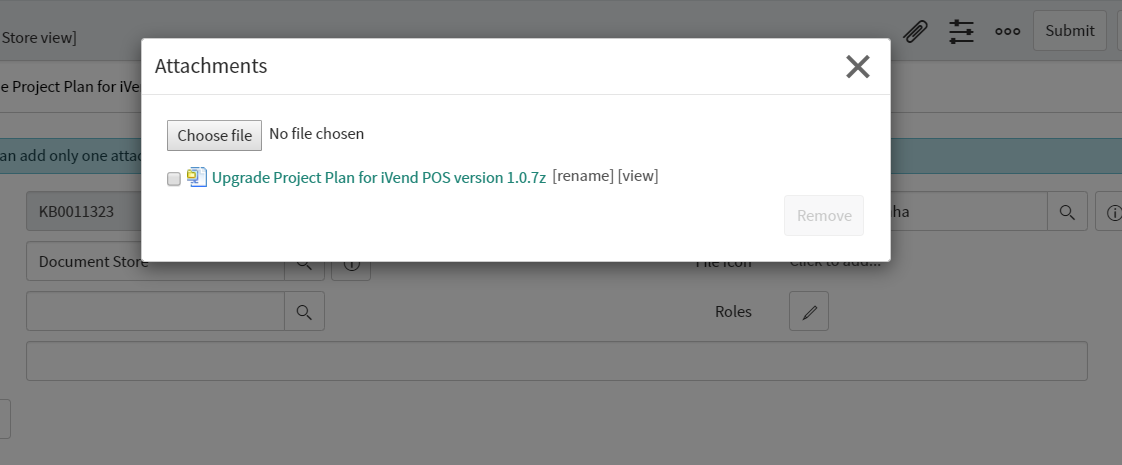 Store view]
Submit
Attachments
e Project Plan for iVe
Choose file No file chosen
an add only one attac
Upgrade Project Plan for iVend POS version 1.0.7z [rename] [view]
KB0011323
Remove
ha
Document Store
File icon
Click to add...
Roles